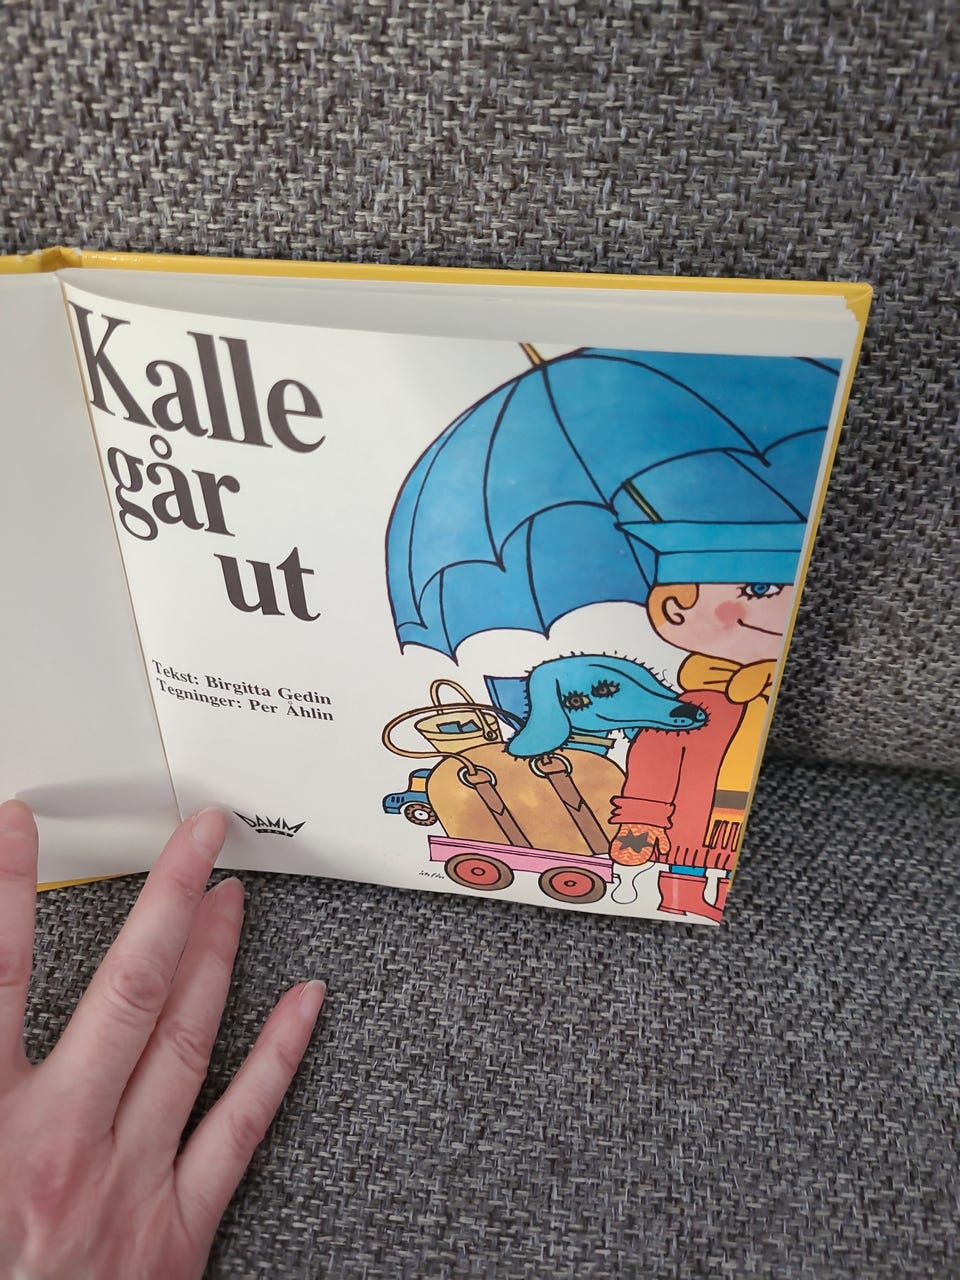 Kalle
går
ut
Tekst: Birgitta Gedin
Tegninger: Per Åhlin
DAMM